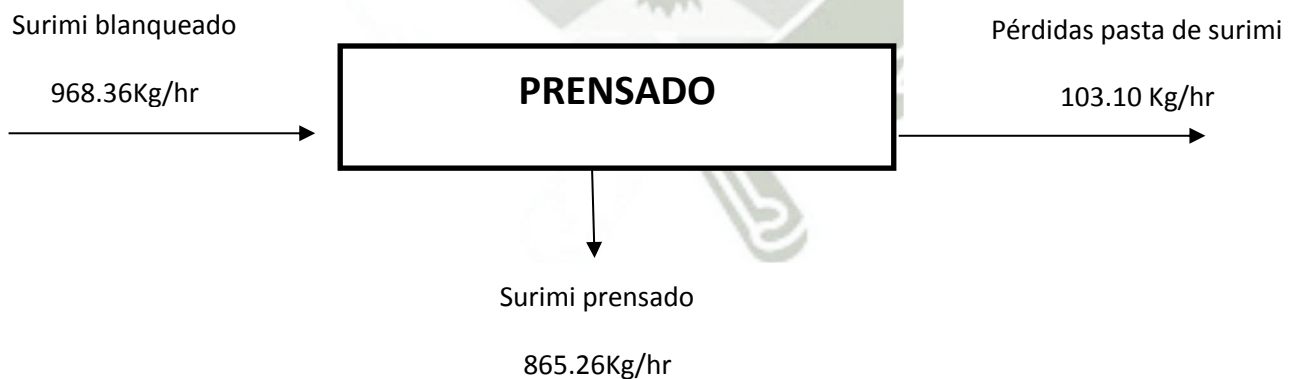 Surimi blanqueado
968.36Kg/hr
PRENSADO
Pérdidas pasta de surimi
103.10 Kg/hr
Surimi prensado
865.26Kg/hr